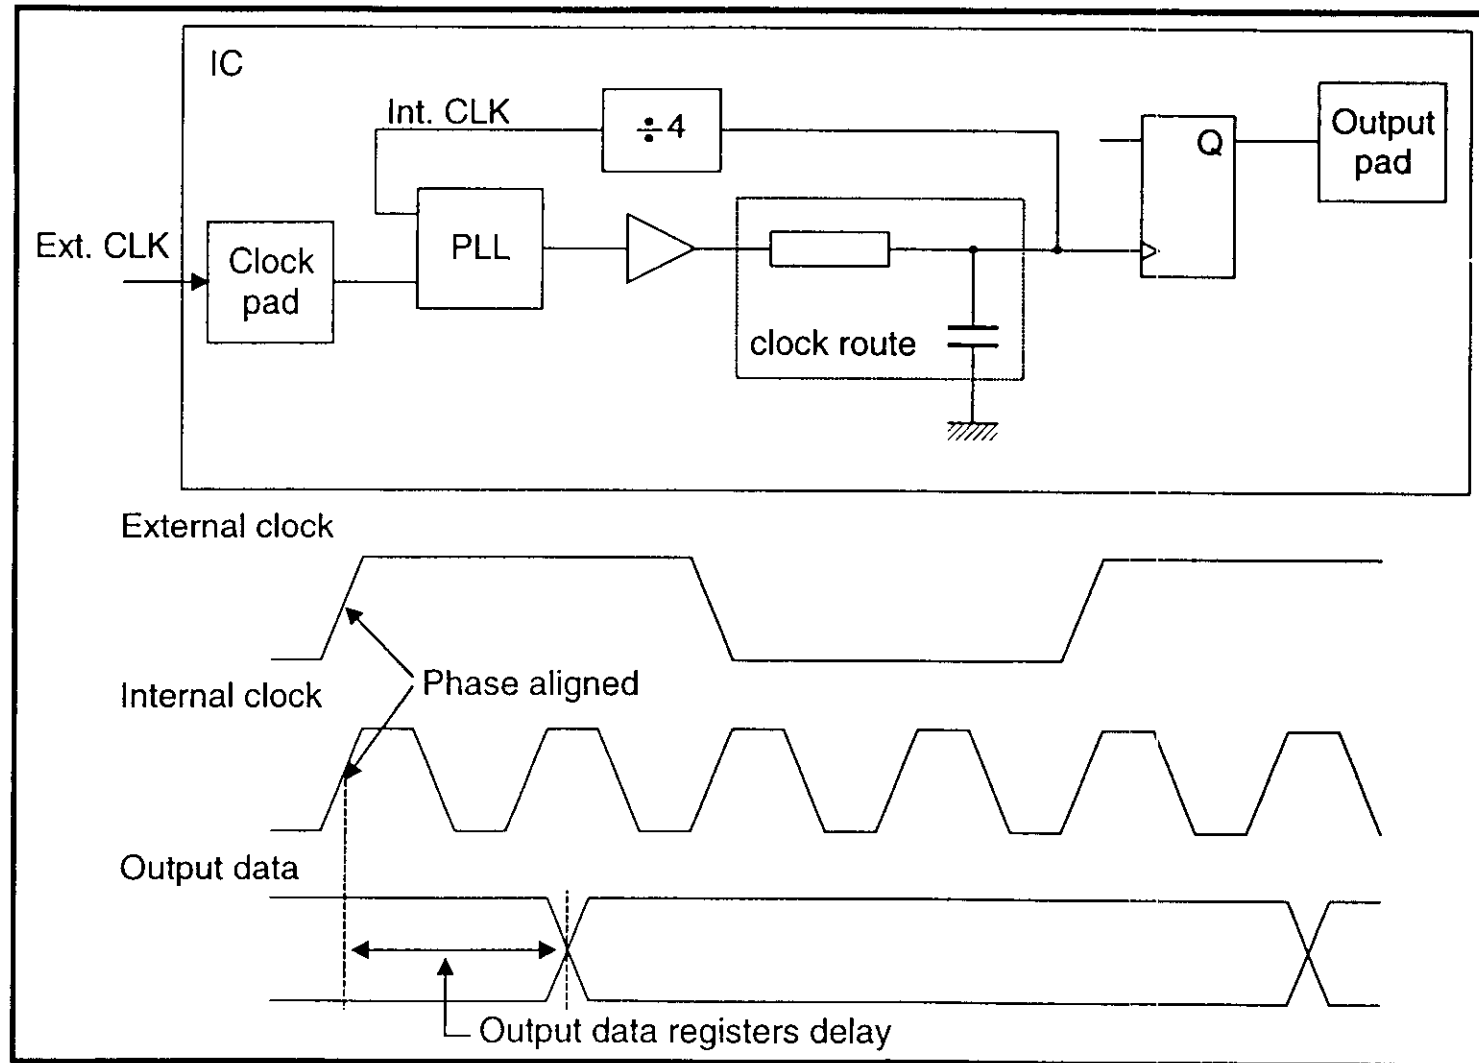 IC
Int. CLK
÷4
Q
Output
pad
Ext. CLK
Clock
pad
PLL
clock route
External clock
Phase aligned
Internal clock
Output data
Output data registers delay